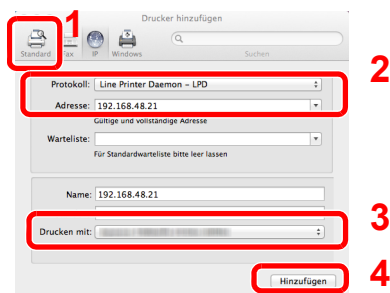 Drucker hinzufügen
1
Standard Fax IP Windows Suchen
2
Protokoll: Line Printer Daemon – LPD
Adresse: 192.168.48.21
Gültige und vollständige Adresse
Warteliste:
Für Standardwarteliste bitte leer lassen
Name: 192.168.48.21
3
Drucken mit:
4
Hinzufügen